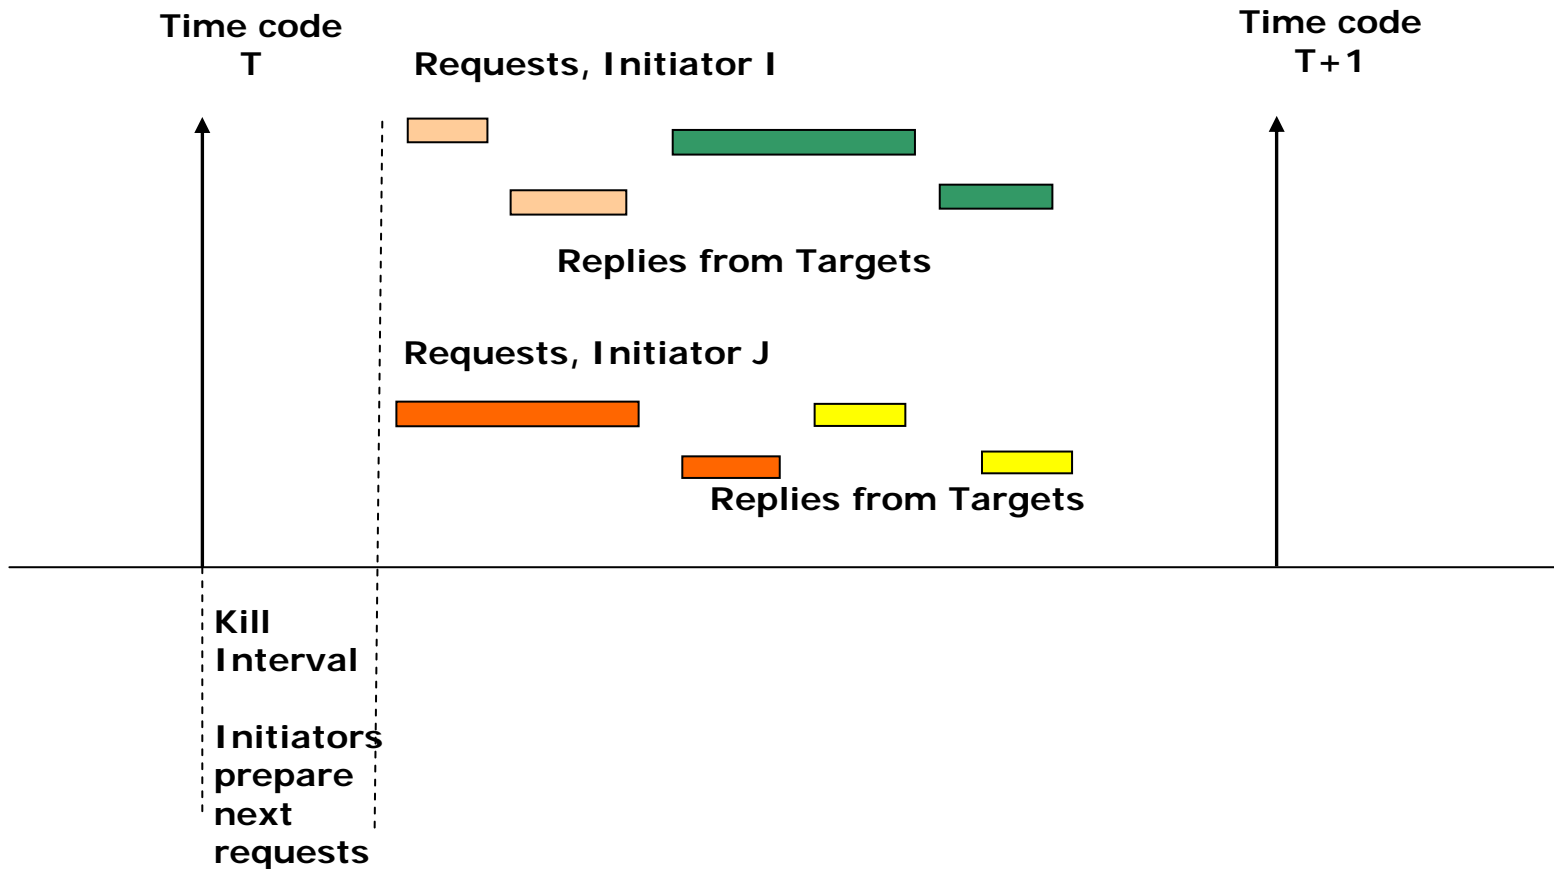 Time code
T
Requests, Initiator I
Time code
T+1
Replies from Targets
Requests, Initiator J
Replies from Targets
Kill
Interval
Initiators
prepare
next
requests